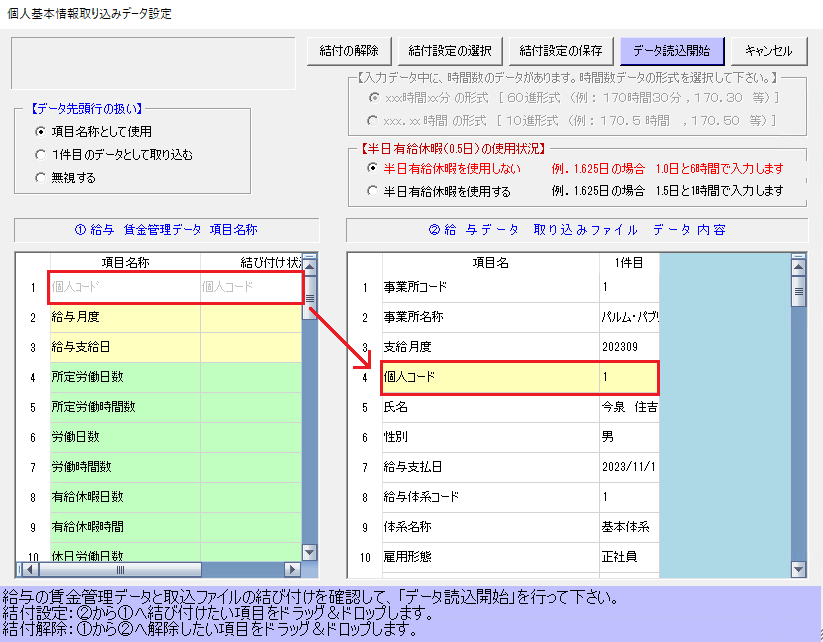 個人基本情報取り込みデータ設定
結付の解除 結付設定の選択 結付設定の保存 データ読込開始 キャンセル
【入力データ中に、時間数のデータがあります。時間数データの形式を選択して下さい。】
xxx時間xx分 の形式 [ 60進形式 (例: 170時間30分 , 170.30 等) ]
xxx.xx 時間 の形式 [ 10進形式 (例: 170.5 時間 , 170.50 等) ]
【データ先頭行の扱い】
項目名称として使用
1件目のデータとして取り込む
無視する
【半日有給休暇(0.5日)の使用状況】
半日有給休暇を使用しない 例. 1.625日の場合 1.0日と6時間で入力します
半日有給休暇を使用する 例. 1.625日の場合 1.5日と1時間で入力します
①給与 賃金管理データ 項目名称
項目名称 結び付け状
1 個人コード 個人コード
2 給与月度
3 給与支給日
4 所定労働日数
5 所定労働時間数
6 労働日数
7 労働時間数
8 有給休暇日数
9 有給休暇時間
10 休日労働日数
②給 与データ 取り込みファイル データ内容
項目名 1件目
1 事業所コード 1
2 事業所名称 パルム・パブリ
3 支給月度 202309
4 個人コード 1
5 氏名 今泉 住吉
6 性別 男
7 給与支払日 2023/11/1
8 給与体系コード 1
9 体系名称 基本体系
10 雇用形態 正社員
給与の賃金管理データと取込ファイルの結び付けを確認して、「データ読込開始」を行って下さい。
結付設定: ②から①へ結び付けたい項目をドラッグ&ドロップします。
結付解除: ①から②へ解除したい項目をドラッグ&ドロップします。